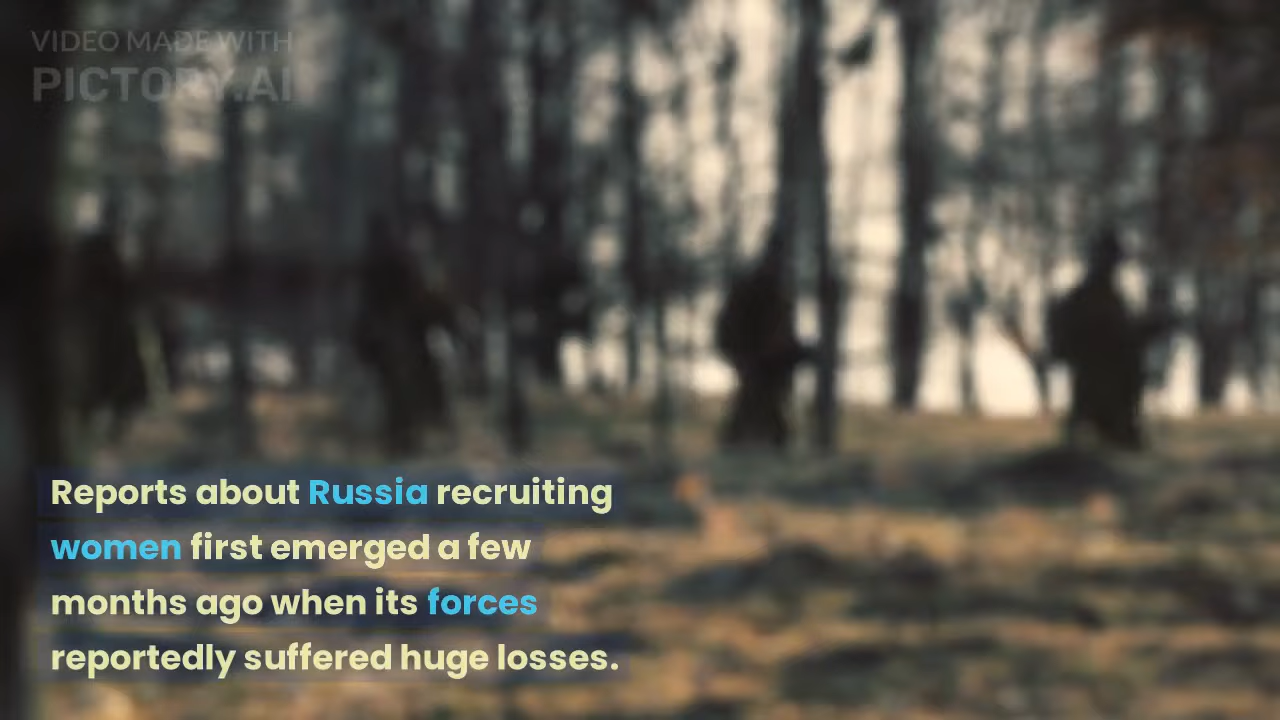 VIDEO MADE WITH
PICTORY.AI
Reports about Russia recruiting
women first emerged a few
months ago when its forces
reportedly suffered huge losses.